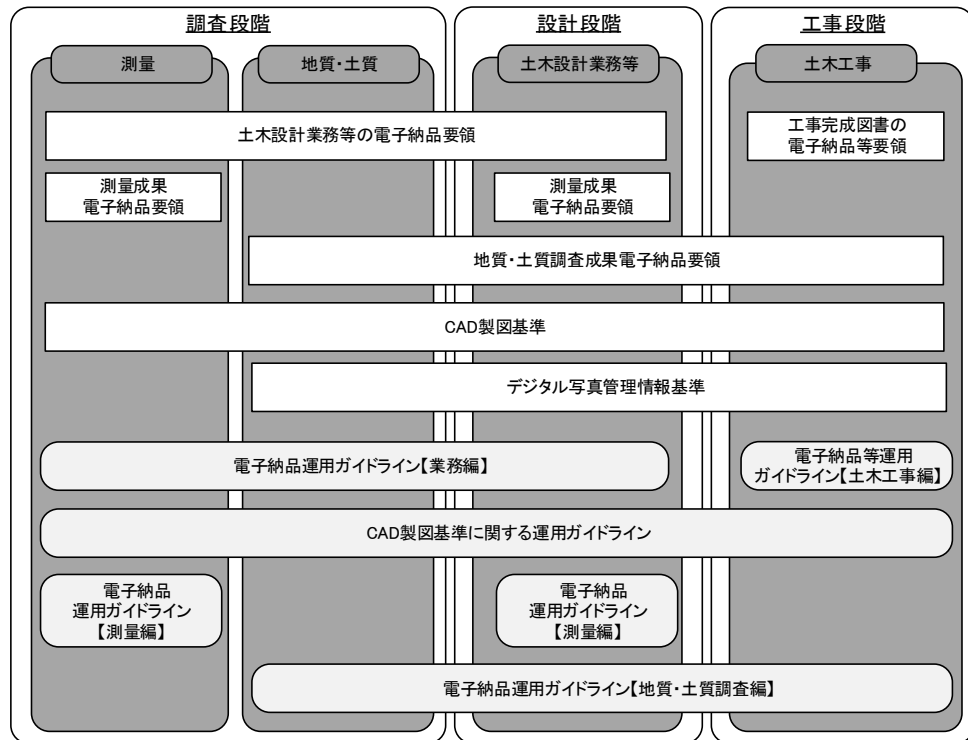 調査段階
設計段階
工事段階
測量
地質・土質
土木設計業務等
土木工事
土木設計業務等の電子納品要領
工事完成図書の
電子納品等要領
測量成果
電子納品要領
測量成果
電子納品要領
地質・土質調査成果電子納品要領
CAD製図基準
デジタル写真管理情報基準
電子納品運用ガイドライン【業務編】
電子納品等運用
ガイドライン【土木工事編】
CAD製図基準に関する運用ガイドライン
電子納品
運用ガイドライン
【測量編】
電子納品
運用ガイドライン
【測量編】
電子納品運用ガイドライン【地質・土質調査編】